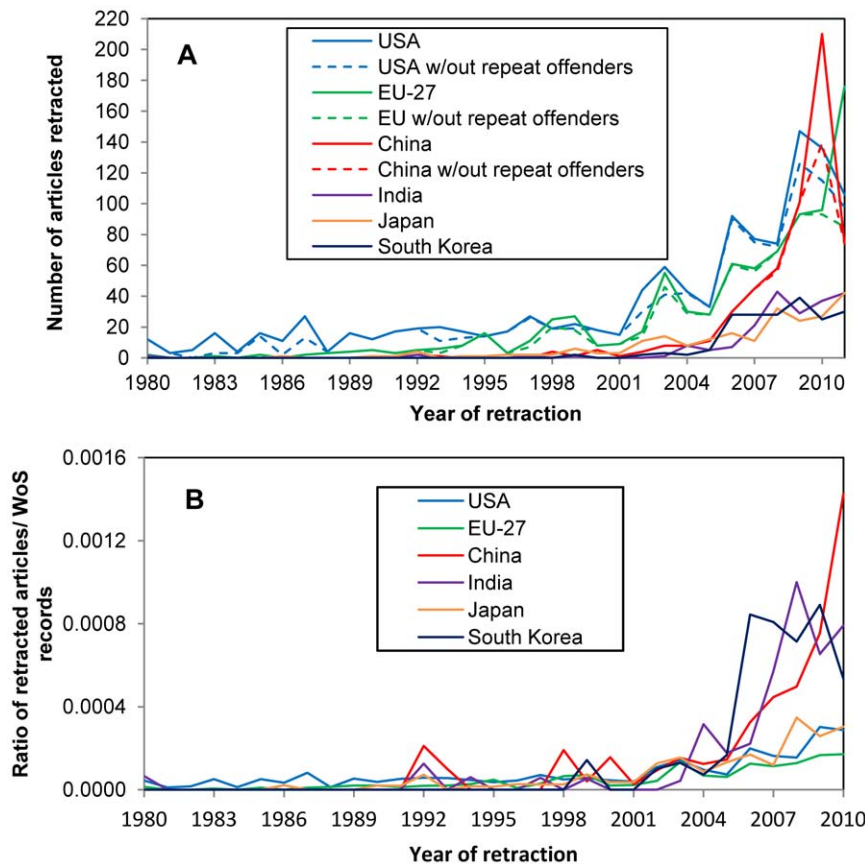 A
USA
USA w/out repeat offenders
EU-27
EU w/out repeat offenders
China
China w/out repeat offenders
India
Japan
South Korea
Number of articles retracted
220
200
180
160
140
120
100
80
60
40
20
0
1980 1983 1986 1989 1992 1995 1998 2001 2004 2007 2010
Year of retraction
B
USA
EU-27
China
India
Japan
South Korea
Ratio of retracted articles/ WoS
records
0.0016
0.0012
0.0008
0.0004
0.0000
1980 1983 1986 1989 1992 1995 1998 2001 2004 2007 2010
Year of retraction